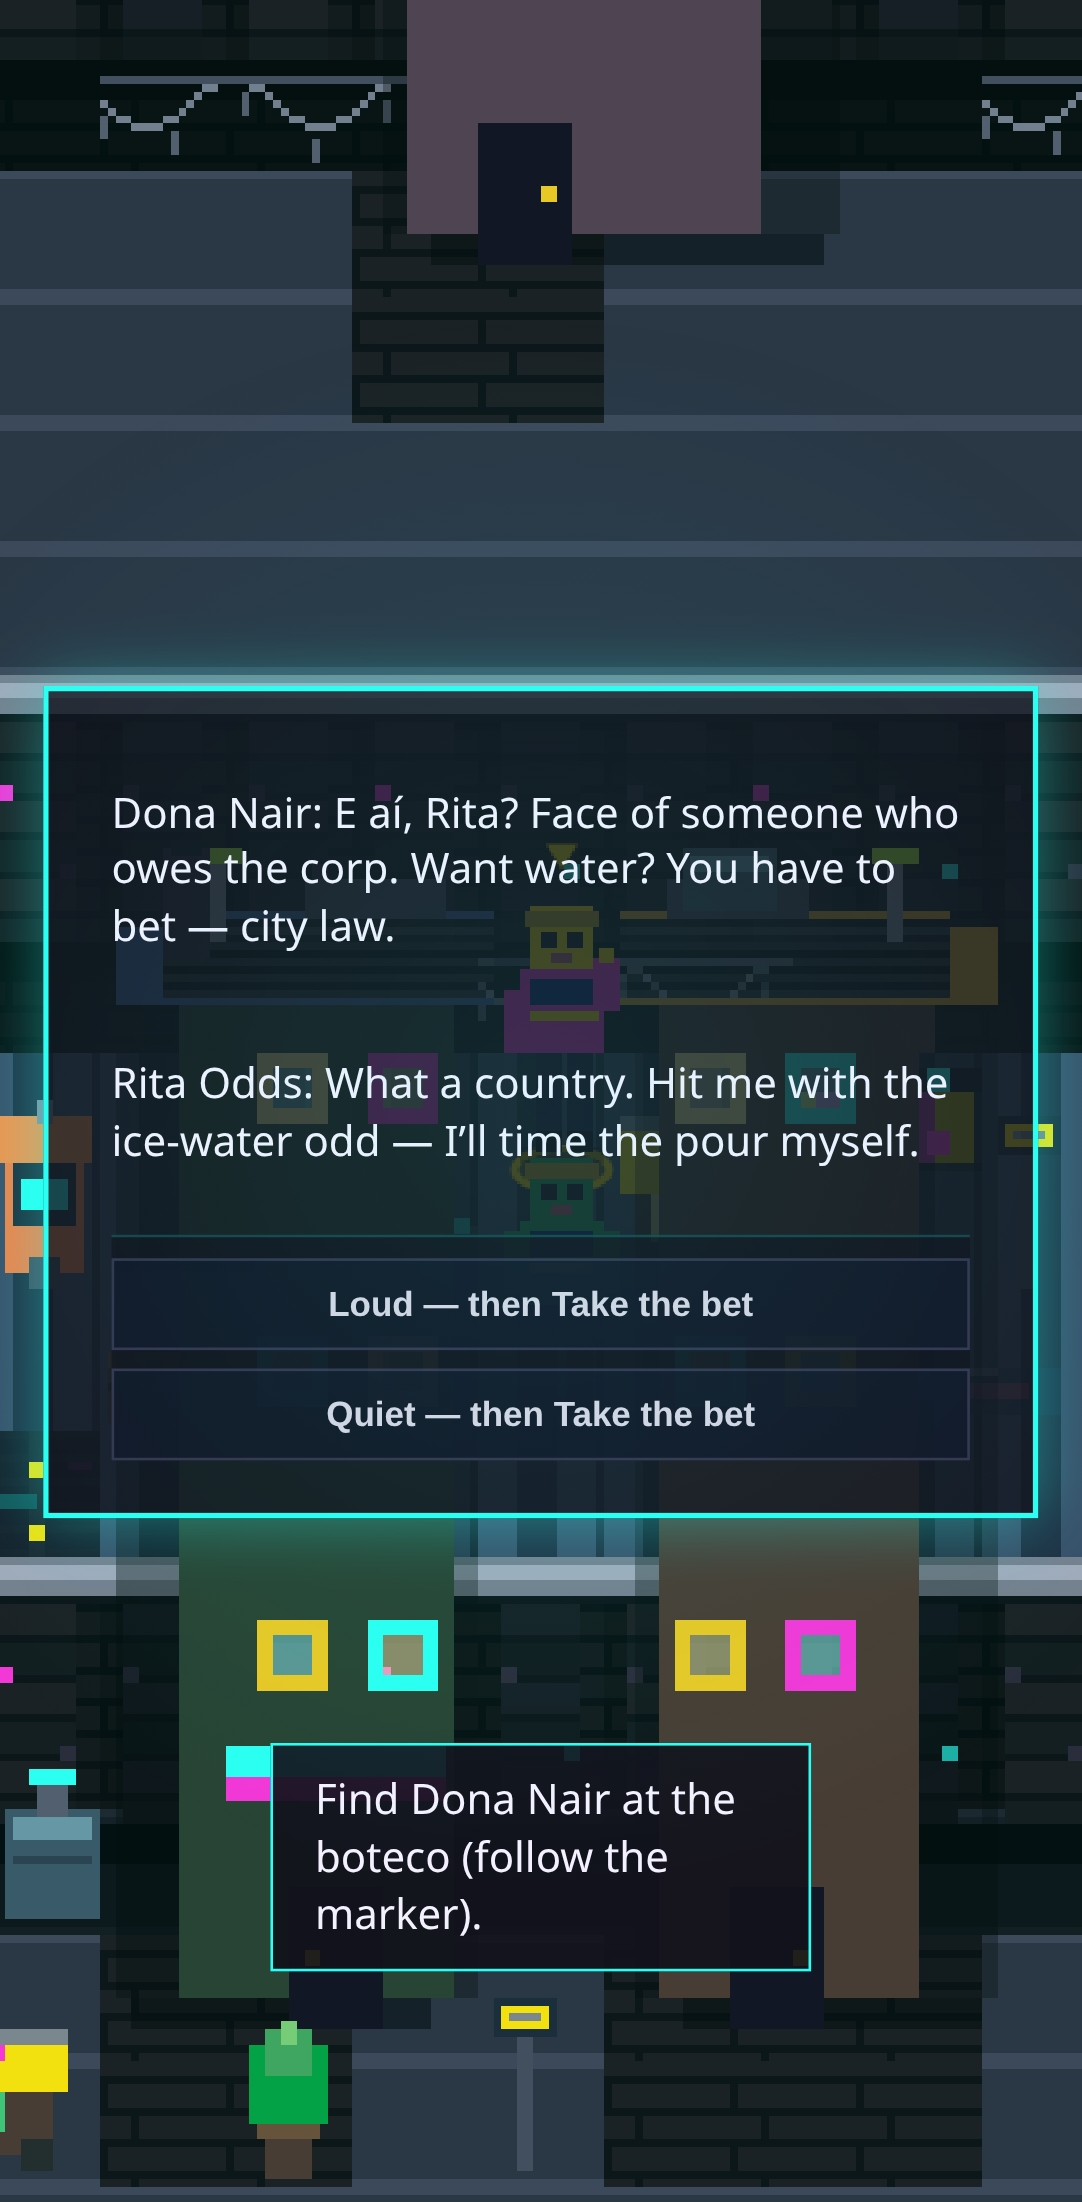 Dona Nair: E aí, Rita? Face of someone who
owes the corp. Want water? You have to
bet — city law.
Rita Odds: What a country. Hit me with the
ice-water odd — I’ll time the pour myself.
Loud — then Take the bet
Quiet — then Take the bet
Find Dona Nair at the
boteco (follow the
marker).